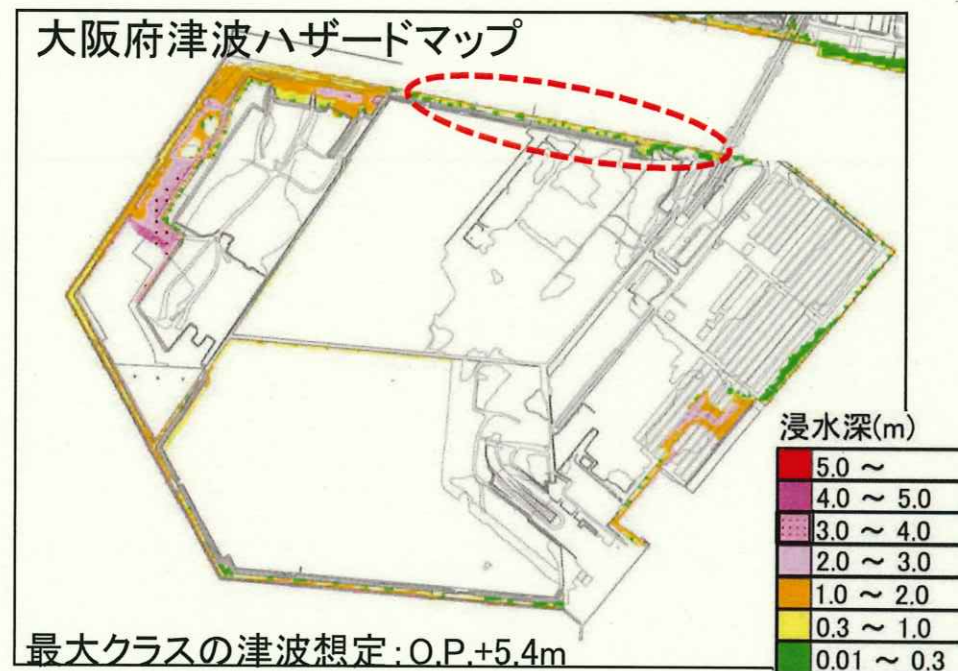 大阪府津波ハザードマップ
浸水深(m)
5.0 ～
4.0 ～ 5.0
3.0 ～ 4.0
2.0 ～ 3.0
1.0 ～ 2.0
0.3 ～ 1.0
0.01 ～ 0.3
最大クラスの津波想定:O.P.+5.4m